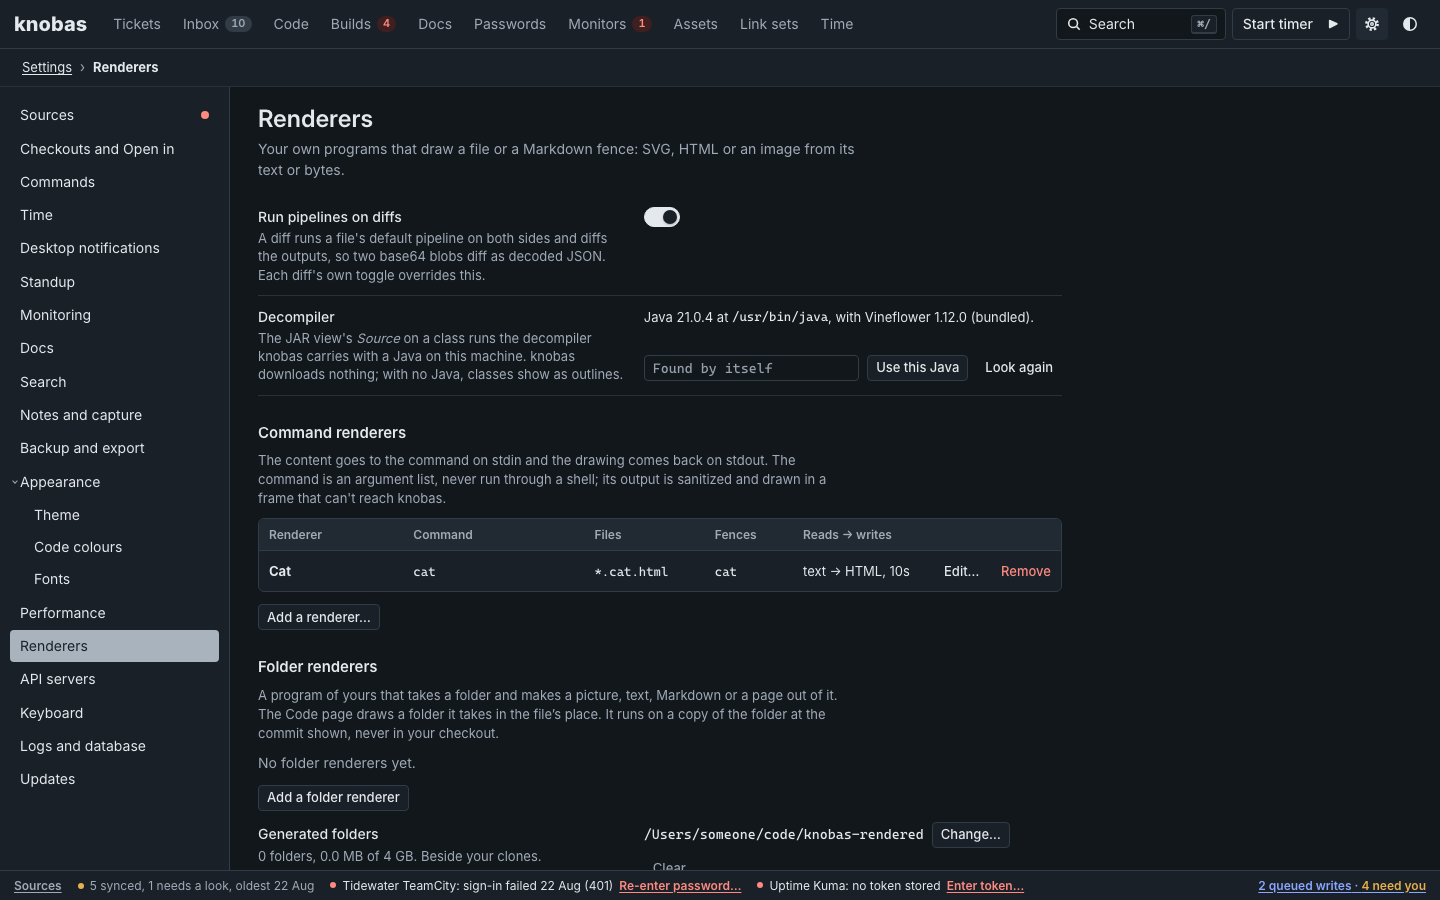 knobas
Tickets
Inbox 10
Code
Builds 4
Docs
Passwords
Monitors 1
Assets
Link sets
Time
Search ⌘/
Start timer
Settings › Renderers
Sources
Checkouts and Open in
Commands
Time
Desktop notifications
Standup
Monitoring
Docs
Search
Notes and capture
Backup and export
Appearance
Theme
Code colours
Fonts
Performance
Renderers
API servers
Keyboard
Logs and database
Updates
Renderers
Your own programs that draw a file or a Markdown fence: SVG, HTML or an image from its
text or bytes.
Run pipelines on diffs
A diff runs a file's default pipeline on both sides and diffs
the outputs, so two base64 blobs diff as decoded JSON.
Each diff's own toggle overrides this.
Decompiler
The JAR view's Source on a class runs the decompiler
knobas carries with a Java on this machine. knobas
downloads nothing; with no Java, classes show as outlines.
Java 21.0.4 at /usr/bin/java, with Vineflower 1.12.0 (bundled).
Found by itself
Use this Java
Look again
Command renderers
The content goes to the command on stdin and the drawing comes back on stdout. The
command is an argument list, never run through a shell; its output is sanitized and drawn in a
frame that can't reach knobas.
Renderer Command Files Fences Reads → writes
Cat cat *.cat.html cat text → HTML, 10s Edit... Remove
Add a renderer...
Folder renderers
A program of yours that takes a folder and makes a picture, text, Markdown or a page out of it.
The Code page draws a folder it takes in the file's place. It runs on a copy of the folder at the
commit shown, never in your checkout.
No folder renderers yet.
Add a folder renderer
Generated folders
0 folders, 0.0 MB of 4 GB. Beside your clones.
/Users/someone/code/knobas-rendered
Change...
Clear
Sources
5 synced, 1 needs a look, oldest 22 Aug
Tidewater TeamCity: sign-in failed 22 Aug (401) Re-enter password...
Uptime Kuma: no token stored Enter token...
2 queued writes · 4 need you